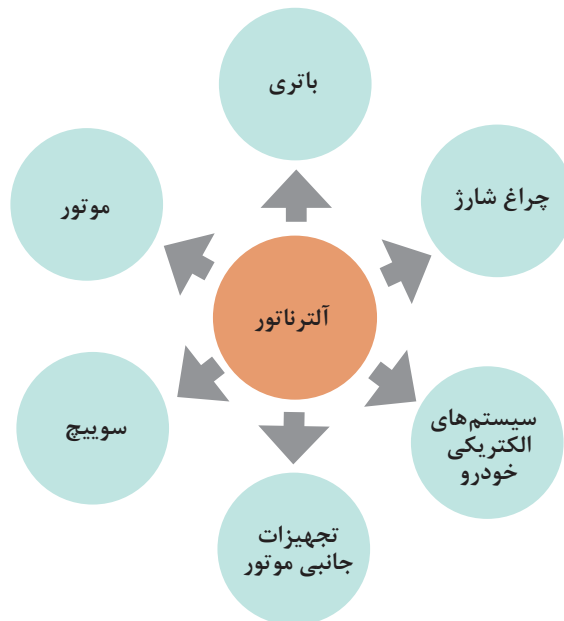 باتری
چراغ شارژ
موتور
آلترناتور
سوییچ
سیستم‌های
الکتریکی
خودرو
تجهیزات
جانبی موتور